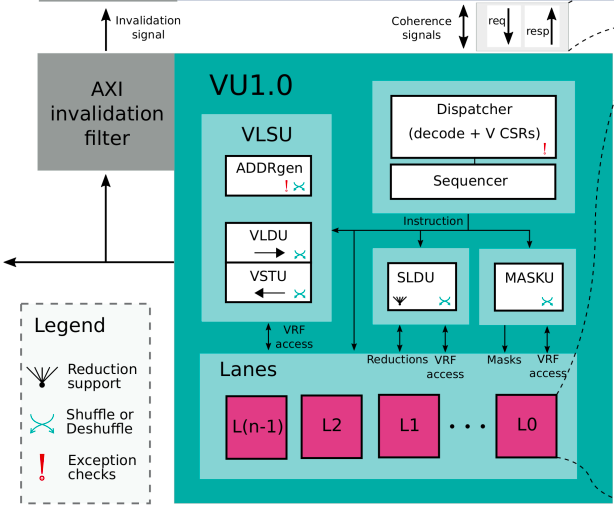 Invalidation
signal
Coherence
signals
req
resp
AXI
invalidation
filter
VU1.0
VLSU
ADDRgen
!
VLDU
VSTU
Dispatcher
(decode + V CSRs)
!
Sequencer
Instruction
SLDU
MASKU
VRF
access
Reductions
VRF
access
Masks
VRF
access
Lanes
L(n-1)
L2
L1
L0
Legend
Reduction
support
Shuffle or
Deshuffle
! Exception
checks